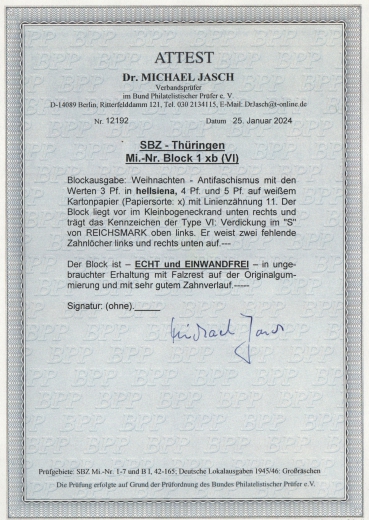 ATTEST
Dr. MICHAEL JASCH
Verbandsprüfer
im Bund Philatelistischer Prüfer e. V.
D-14089 Berlin, Ritterfelddamm 121, Tel. 030 2134115, E-Mail: DrJasch@t-online.de
Nr. 12192 Datum 25. Januar 2024
SBZ - Thüringen
Mi.-Nr. Block 1 xb (VI)
Blockausgabe: Weihnachten - Antifaschismus mit den
Werten 3 Pf. in hellsiena, 4 Pf. und 5 Pf. auf weißem
Kartonpapier (Papiersorte: x) mit Linienzähnung 11. Der
Block liegt vor im Kleinbogeneckrand unten rechts und
trägt das Kennzeichen der Type VI: Verdickung im "S"
von REICHSMARK oben links. Er weist zwei fehlende
Zahnlöcher links und rechts unten auf.---
Der Block ist – ECHT und EINWANDFREI – in unge-
brauchter Erhaltung mit Falzrest auf der Originalgum-
mierung und mit sehr gutem Zahnverlauf.-----
Signatur: (ohne).
Michael Jasch
Prüfgebiete: SBZ Mi.-Nr. 1-7 und B I, 42-165; Deutsche Lokalausgaben 1945/46: Großräschen
Die Prüfung erfolgte auf Grund der Prüfordnung des Bundes Philatelistischer Prüfer e.V.